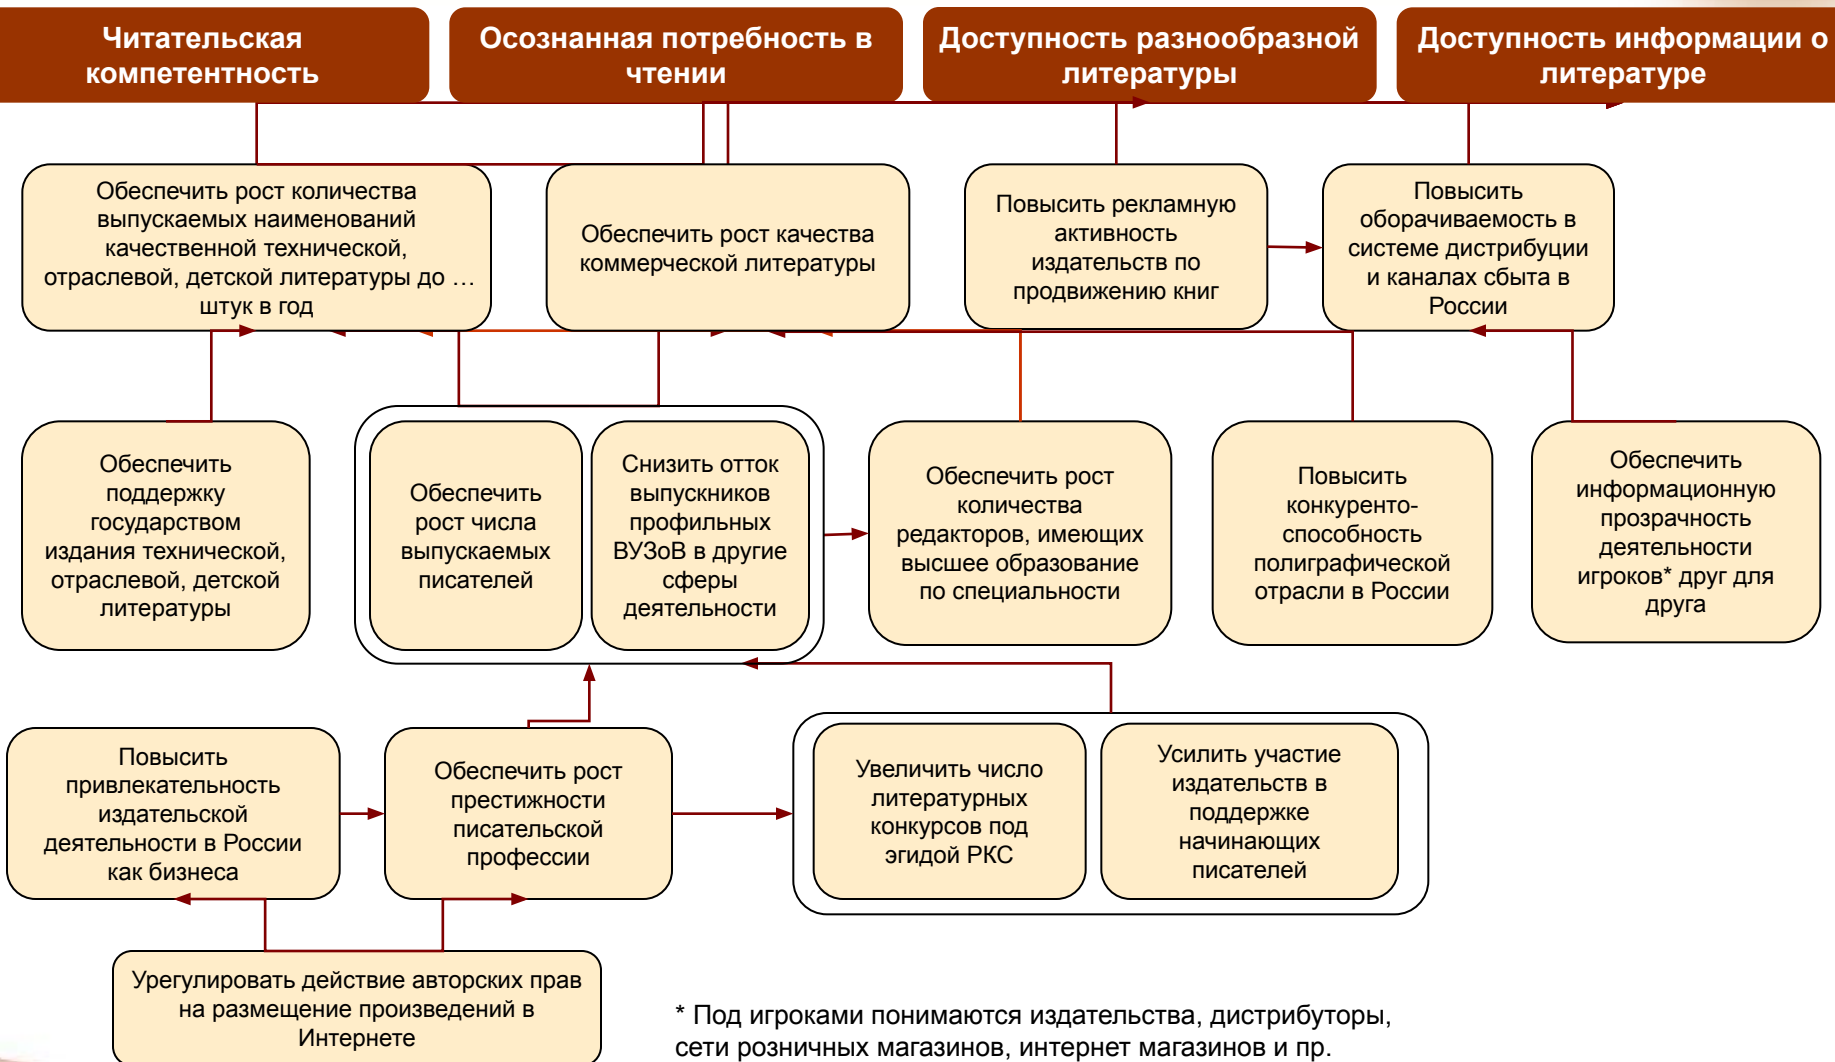 Читательская
компетентность
Осознанная потребность в
чтении
Доступность разнообразной
литературы
Доступность информации о
литературе
Обеспечить рост количества
выпускаемых наименований
качественной технической,
отраслевой, детской литературы до …
штук в год
Обеспечить рост качества
коммерческой литературы
Повысить рекламную
активность
издательств по
продвижению книг
Повысить
оборачиваемость в
системе дистрибуции
и каналах сбыта в
России
Обеспечить
поддержку
государством
издания технической,
отраслевой, детской
литературы
Обеспечить
рост числа
выпускаемых
писателей
Снизить отток
выпускников
профильных
ВУЗоВ в другие
сферы
деятельности
Обеспечить рост
количества
редакторов, имеющих
высшее образование
по специальности
Повысить
конкуренто-
способность
полиграфической
отрасли в России
Обеспечить
информационную
прозрачность
деятельности
игроков* друг для
друга
Повысить
привлекательность
издательской
деятельности в России
как бизнеса
Обеспечить рост
престижности
писательской
профессии
Увеличить число
литературных
конкурсов под
эгидой РКС
Усилить участие
издательств в
поддержке
начинающих
писателей
Урегулировать действие авторских прав
на размещение произведений в
Интернете
* Под игроками понимаются издательства, дистрибуторы,
сети розничных магазинов, интернет магазинов и пр.